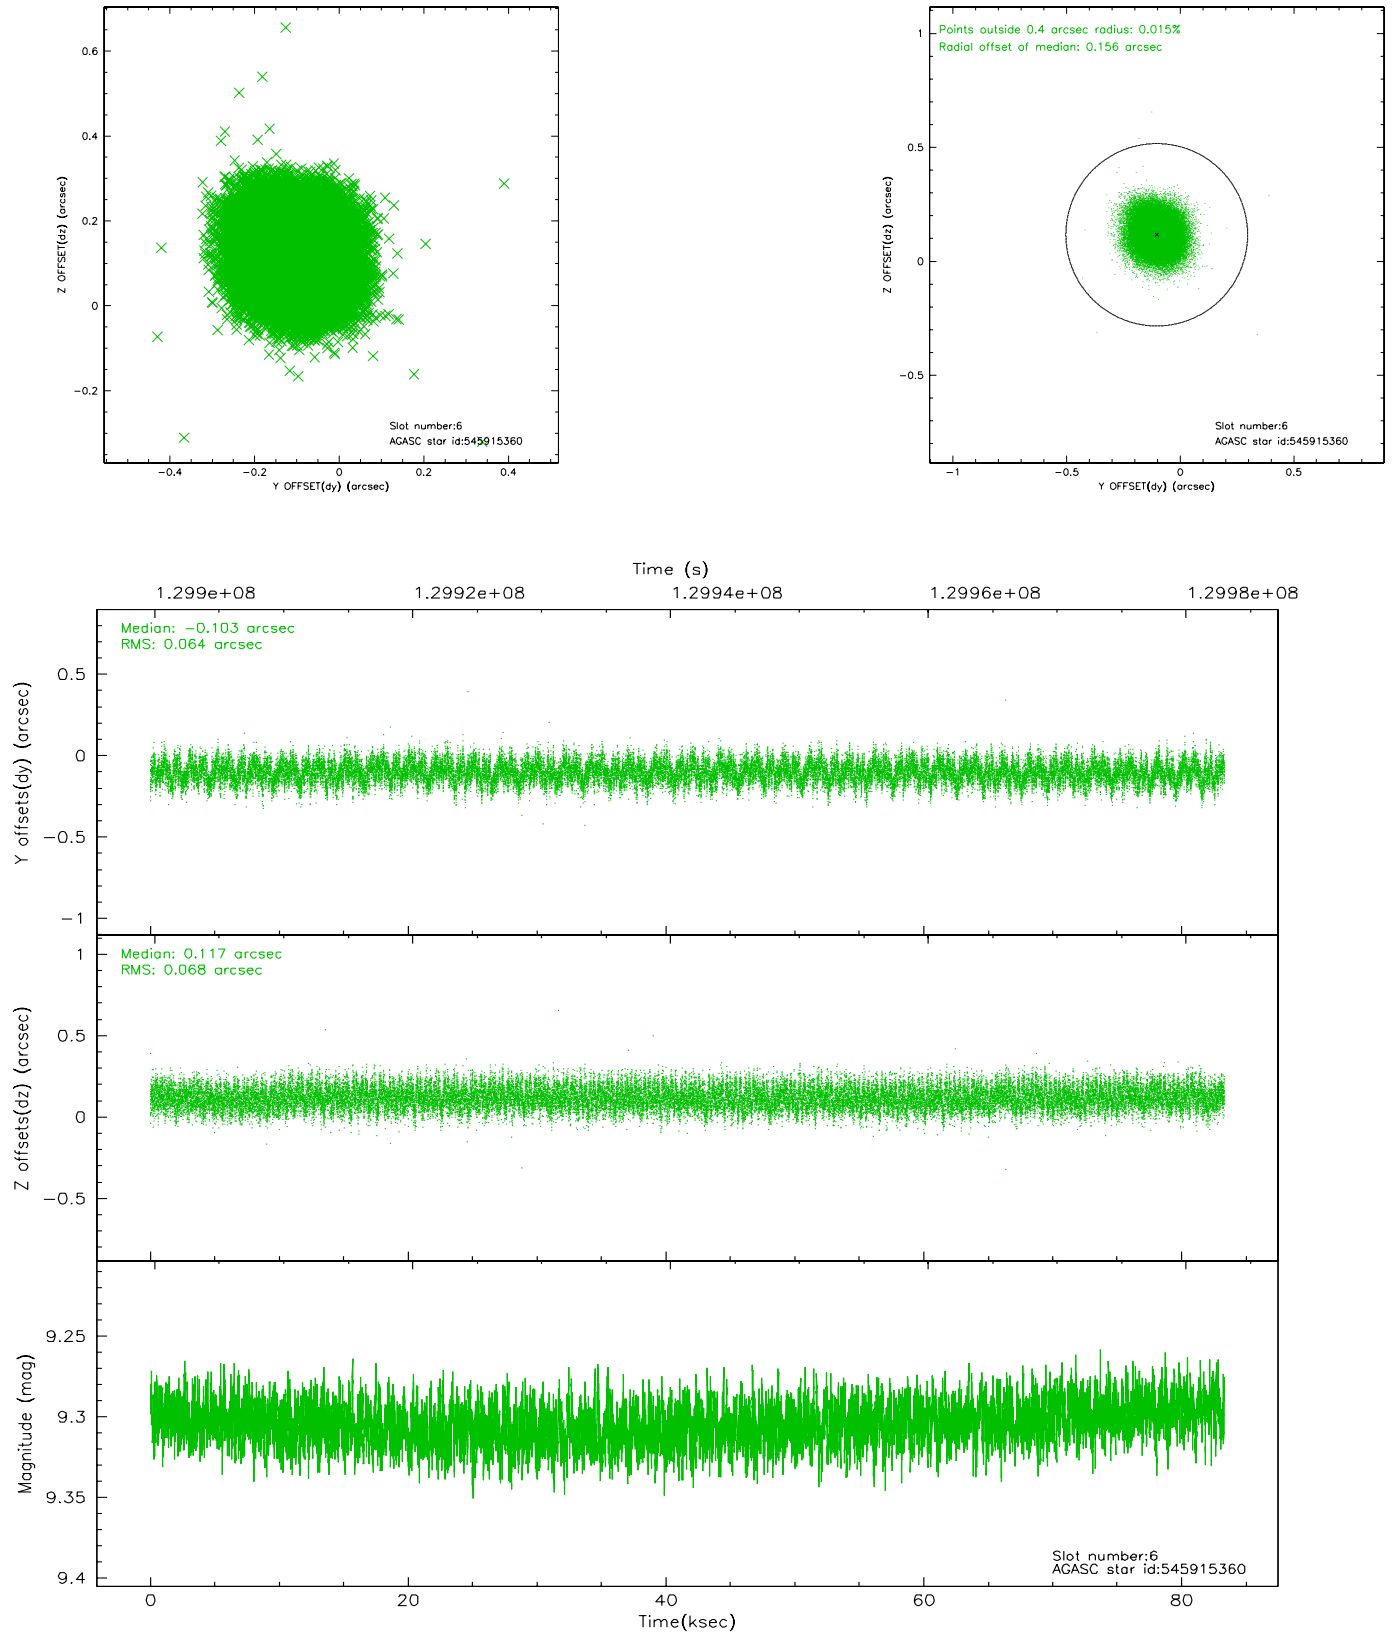 0.6
0.4
0.2
0
−0.2
Z OFFSET(dz) (arcsec)
Slot number:6
AGASC star id:545915360
−0.4
−0.2
0
0.2
0.4
Y OFFSET(dy) (arcsec)
Points outside 0.4 arcsec radius: 0.015%
Radial offset of median: 0.156 arcsec
1
0.5
0
−0.5
Z OFFSET(dz) (arcsec)
Slot number:6
AGASC star id:545915360
−1
−0.5
0
0.5
Y OFFSET(dy) (arcsec)
Time (s)
1.299e+08
1.2992e+08
1.2994e+08
1.2996e+08
1.2998e+08
Median: −0.103 arcsec
RMS: 0.064 arcsec
0.5
0
−0.5
−1
Y offsets(dy) (arcsec)
Median: 0.117 arcsec
RMS: 0.068 arcsec
1
0.5
0
−0.5
Z offsets(dz) (arcsec)
9.25
9.3
9.35
9.4
Magnitude (mag)
Slot number:6
AGASC star id:545915360
0
20
40
60
80
Time(ksec)